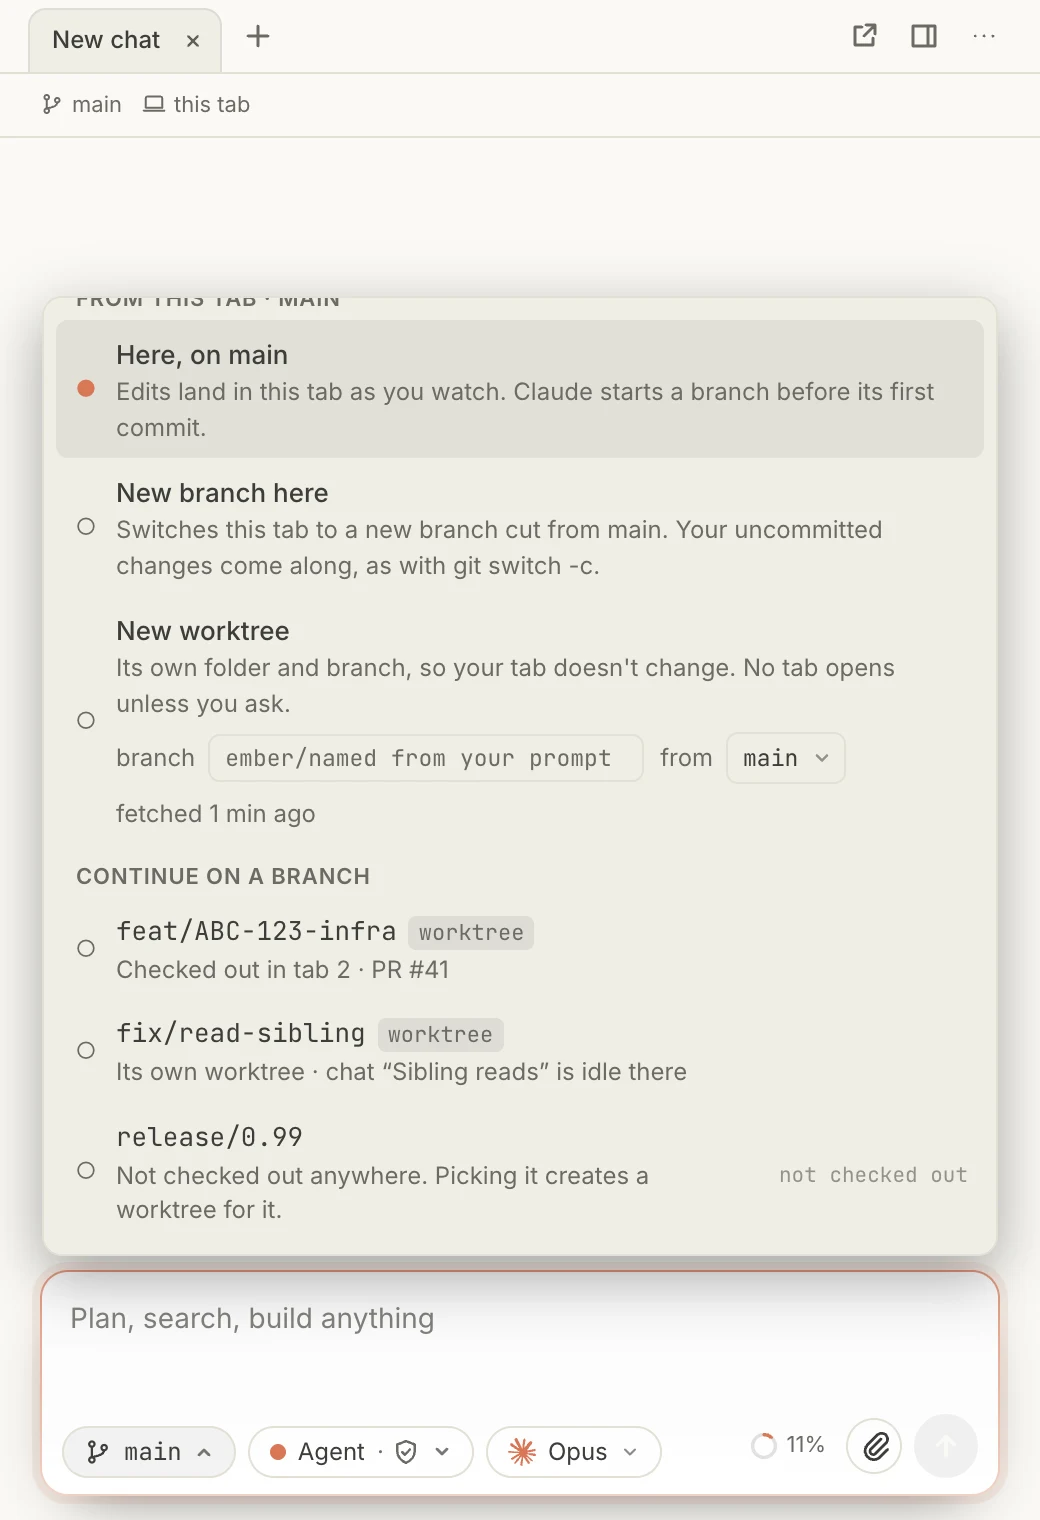 New chat
main this tab
FROM THIS TAB · MAIN
Here, on main
Edits land in this tab as you watch. Claude starts a branch before its first
commit.
New branch here
Switches this tab to a new branch cut from main. Your uncommitted
changes come along, as with git switch -c.
New worktree
Its own folder and branch, so your tab doesn't change. No tab opens
unless you ask.
branch ember/named from your prompt from main
fetched 1 min ago
CONTINUE ON A BRANCH
feat/ABC-123-infra worktree
Checked out in tab 2 · PR #41
fix/read-sibling worktree
Its own worktree · chat “Sibling reads” is idle there
release/0.99
Not checked out anywhere. Picking it creates a not checked out
worktree for it.
Plan, search, build anything
main Agent · Opus 11%